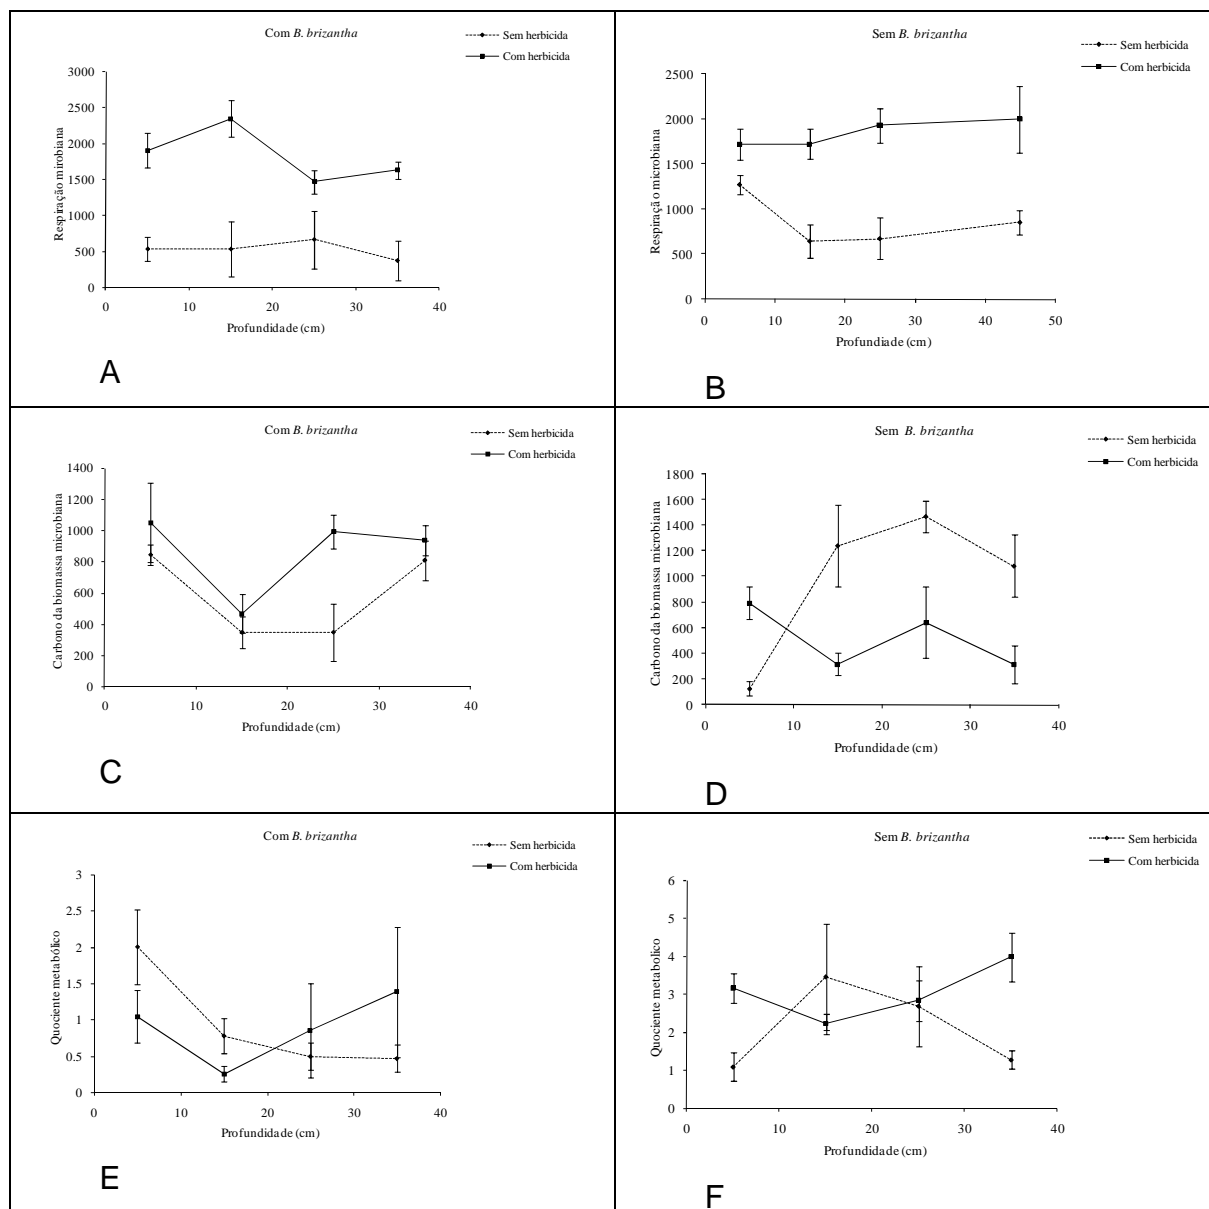 Com B. brizantha
Sem herbicida
Com herbicida
Respiração mirobiana
3000
2500
2000
1500
1000
500
0
0 10 20 30 40
Profundidade (cm)
A
Sem B. brizantha
Sem herbicida
Com herbicida
Respiração microbiana
2500
2000
1500
1000
500
0
0 10 20 30 40 50
Profundiade (cm)
B
Com B. brizantha
Sem herbicida
Com herbicida
Carbono da biomassa microbiana
1400
1200
1000
800
600
400
200
0
0 10 20 30 40
Profundidade (cm)
C
Sem B. brizantha
Sem herbicida
Com herbicida
Carbono da biomassa microbiana
1800
1600
1400
1200
1000
800
600
400
200
0
0 10 20 30 40
Profundidade (cm)
D
Com B. brizantha
Sem herbicida
Com herbicida
Quociente metabólico
3
2.5
2
1.5
1
0.5
0
0 10 20 30 40
Profundidade (cm)
E
Sem B. brizantha
Sem herbicida
Com herbicida
Quociente metabolico
6
5
4
3
2
1
0
0 10 20 30 40
Profundidade (cm)
F